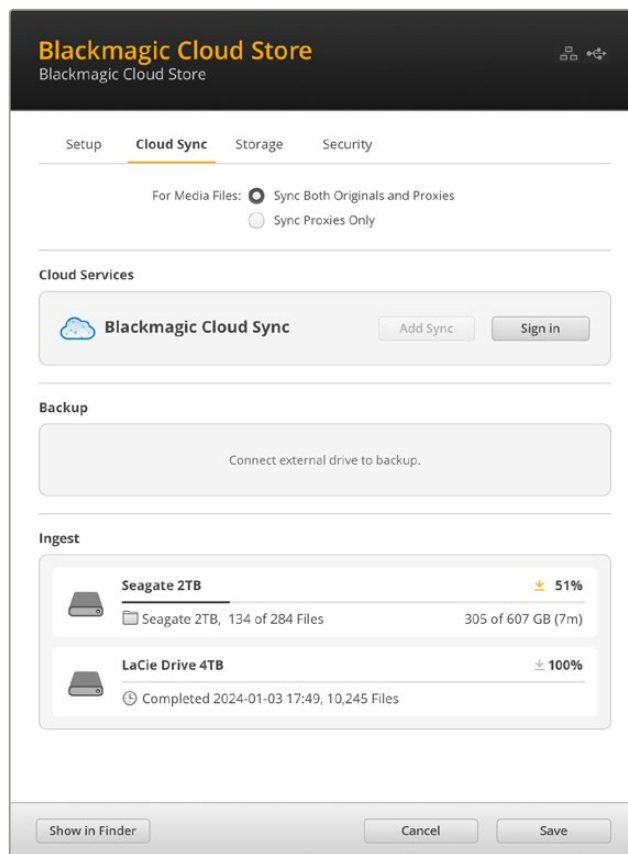 Blackmagic Cloud Store
Blackmagic Cloud Store
Setup Cloud Sync Storage Security
For Media Files: Sync Both Originals and Proxies
Sync Proxies Only
Cloud Services
Blackmagic Cloud Sync Add Sync Sign in
Backup
Connect external drive to backup.
Ingest
Seagate 2TB 51%
Seagate 2TB, 134 of 284 Files 305 of 607 GB (7m)
LaCie Drive 4TB 100%
Completed 2024-01-03 17:49, 10,245 Files
Show in Finder Cancel Save